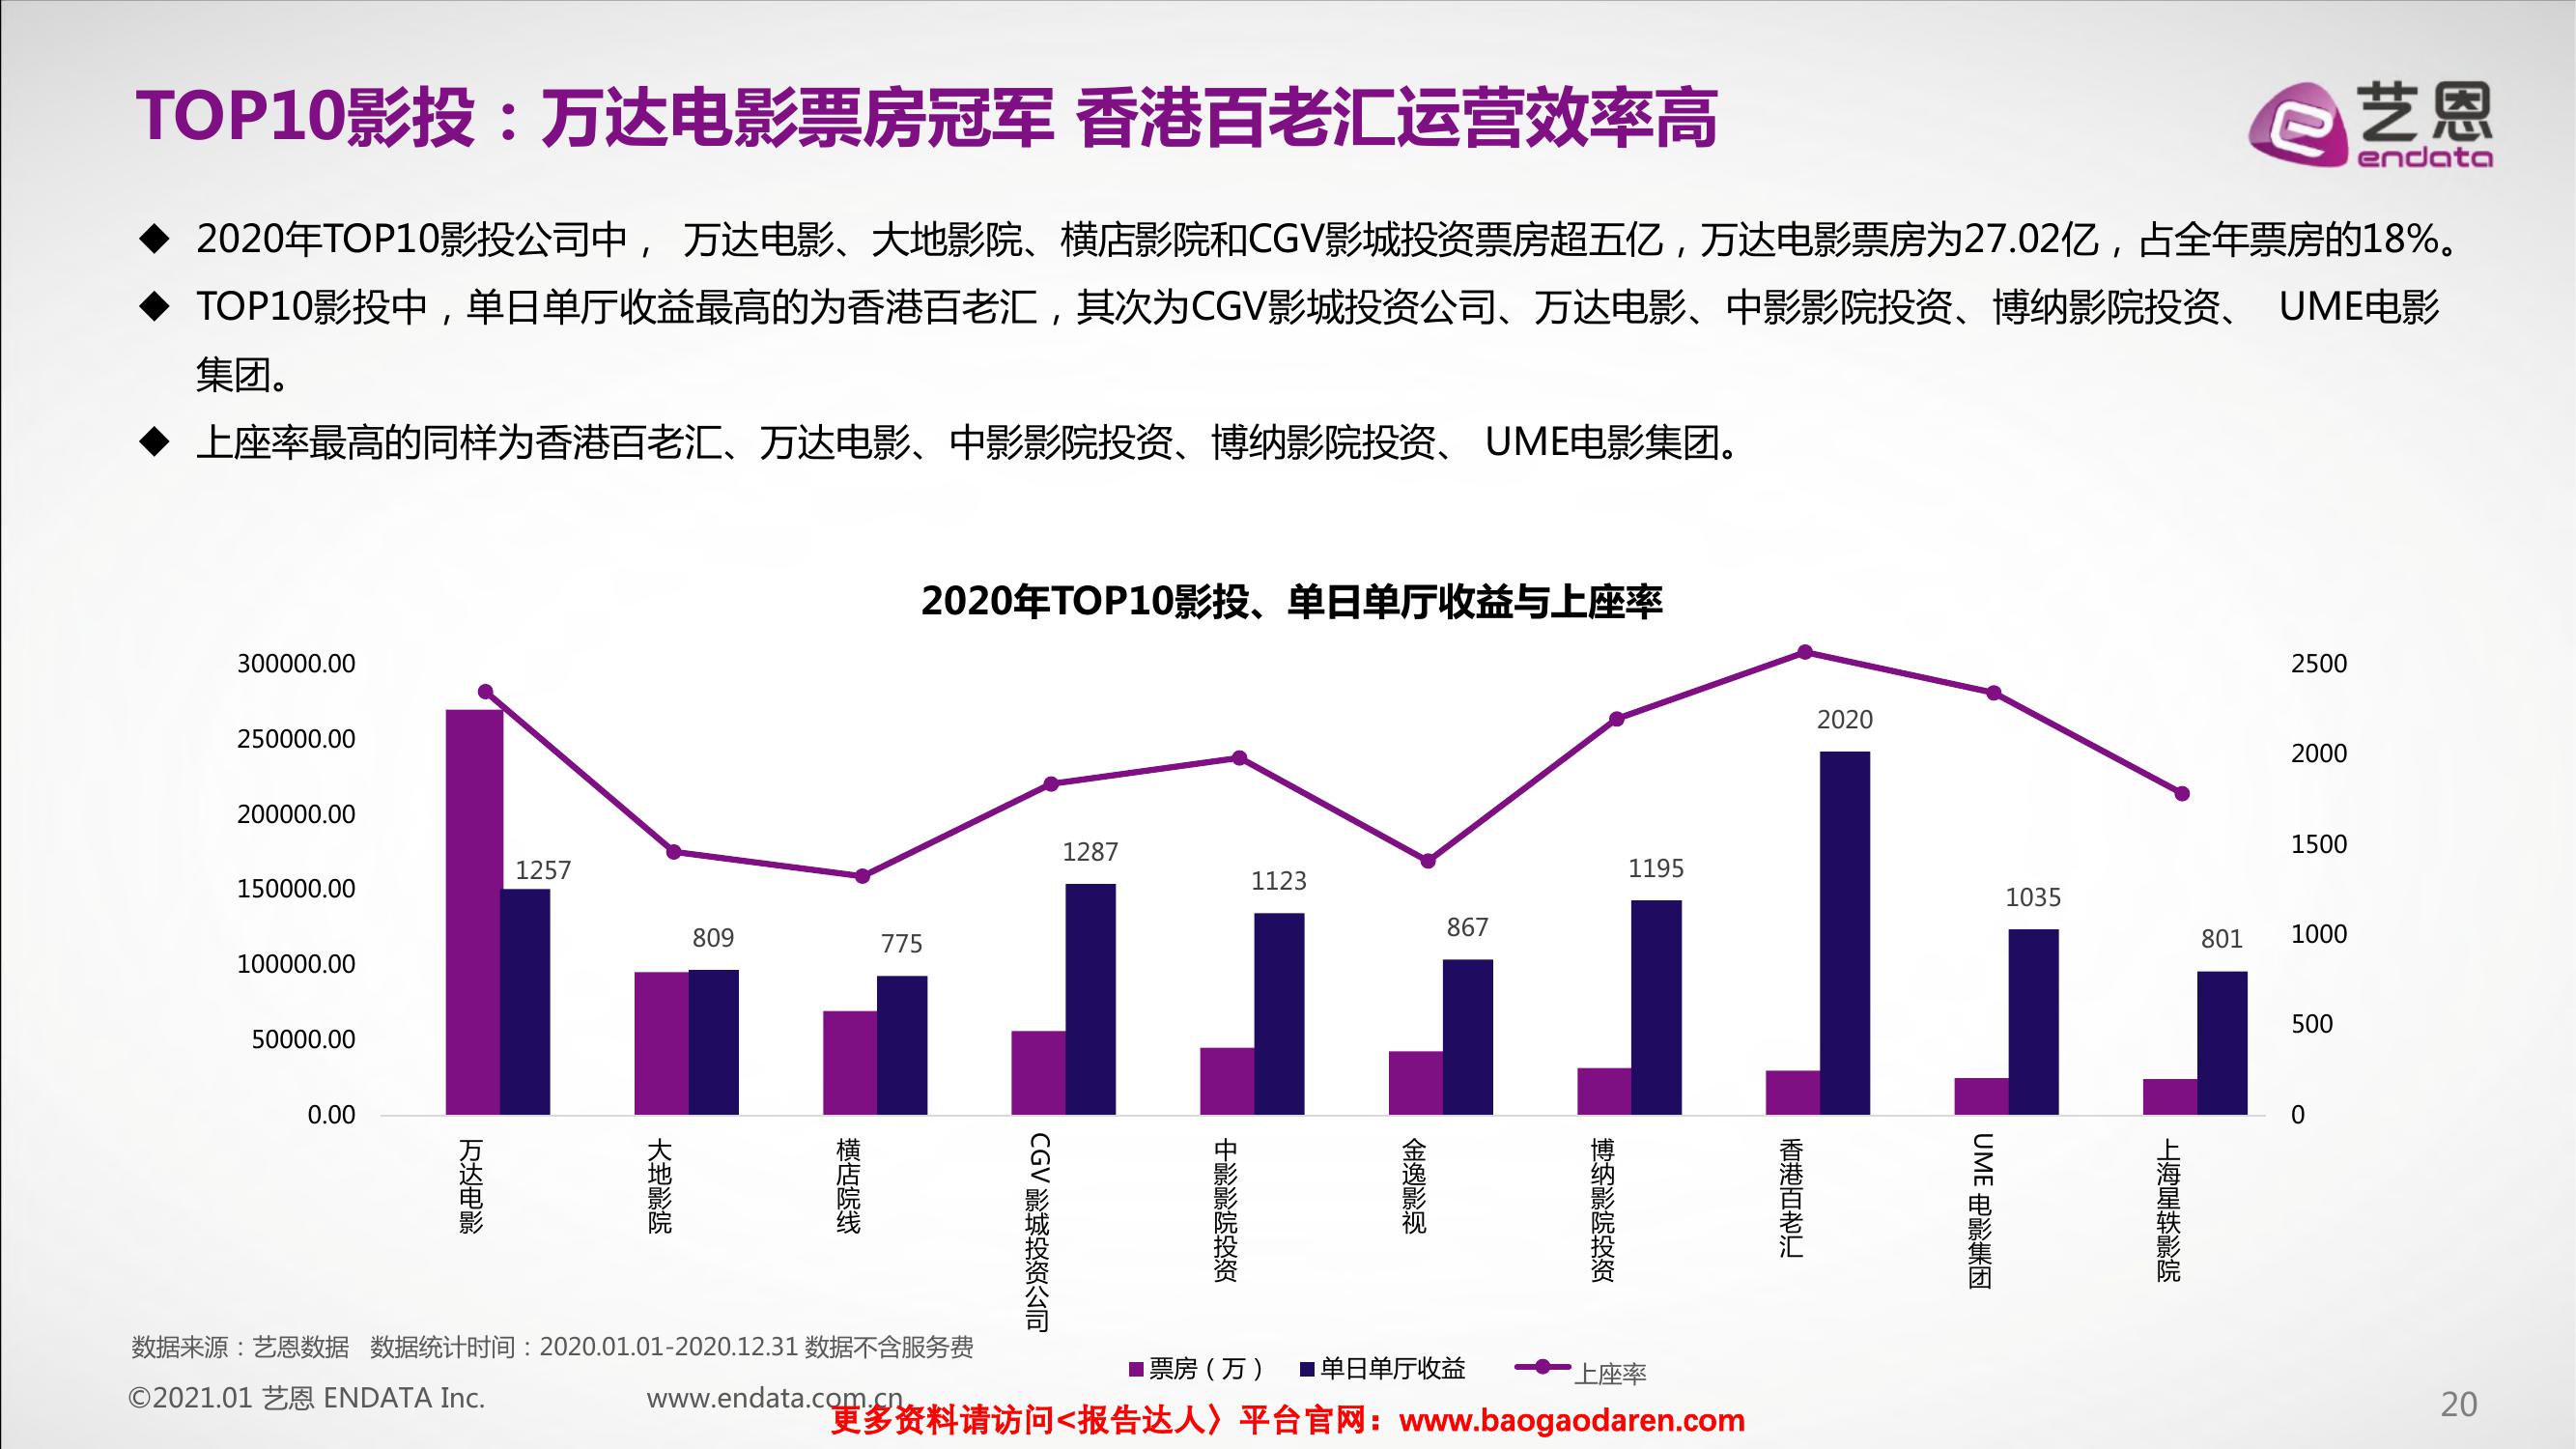 TOP10影投：万达电影票房冠军 香港百老汇运营效率高
艺恩
endata
◆ 2020年TOP10影投公司中， 万达电影、大地影院、横店影院和CGV影城投资票房超五亿，万达电影票房为27.02亿，占全年票房的18%。
◆ TOP10影投中，单日单厅收益最高的为香港百老汇，其次为CGV影城投资公司、万达电影、中影影院投资、博纳影院投资、 UME电影
集团。
◆ 上座率最高的同样为香港百老汇、万达电影、中影影院投资、博纳影院投资、 UME电影集团。
2020年TOP10影投、单日单厅收益与上座率
300000.00
250000.00
200000.00
150000.00
100000.00
50000.00
0.00
1257
809
775
1287
1123
867
1195
2020
1035
801
2500
2000
1500
1000
500
0
万达电影
大地影院
横店院线
CGV 影城投资公司
中影影院投资
金逸影视
博纳影院投资
香港百老汇
UME 电影集团
上海星轶影院
票房（万） 单日单厅收益 上座率
数据来源：艺恩数据 数据统计时间：2020.01.01-2020.12.31 数据不含服务费
©2021.01 艺恩 ENDATA Inc. www.endata.com.cn
更多资料请访问<报告达人〉平台官网：www.baogaodaren.com
20